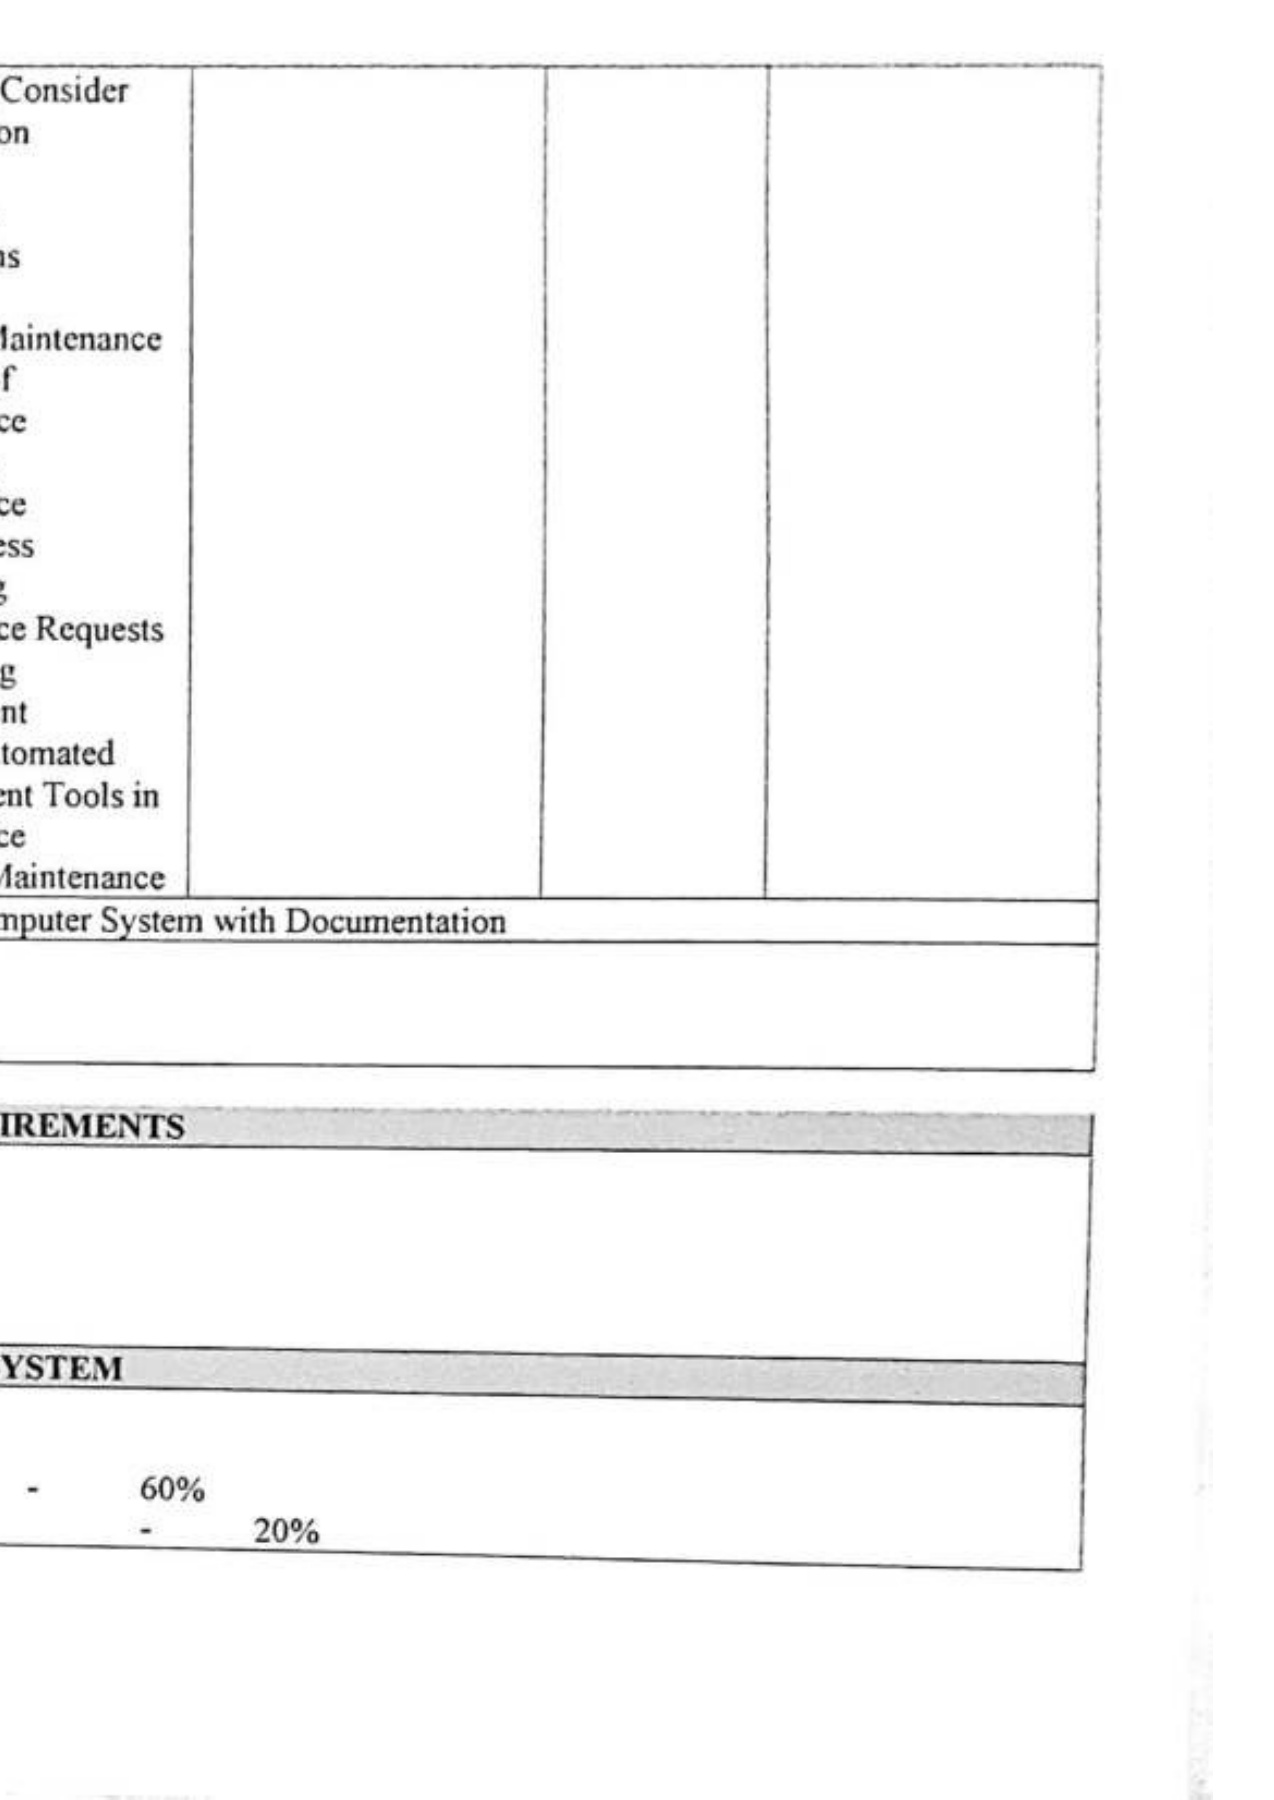 Consider
on
ns
Maintenance
f
ce
ce
ess
g
ce Requests
g
nt
tomated
ent Tools in
ce
Maintenance
mputer System with Documentation
IREMENTS
YSTEM
- 60%
- 20%